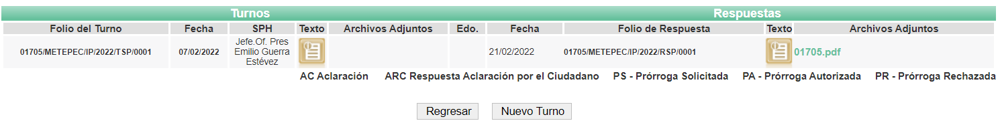 Turnos Respuestas
Folio del Turno Fecha SPH Texto Archivos Adjuntos Edo. Fecha Folio de Respuesta Texto Archivos Adjuntos
01705/METEPEC/IP/2022/TSP/0001 07/02/2022 Jefe.Of. Pres Emilio Guerra Estévez 21/02/2022 01705/METEPEC/IP/2022/RSP/0001 01705.pdf
AC Aclaración ARC Respuesta Aclaración por el Ciudadano PS - Prórroga Solicitada PA - Prórroga Autorizada PR - Prórroga Rechazada
Regresar Nuevo Turno